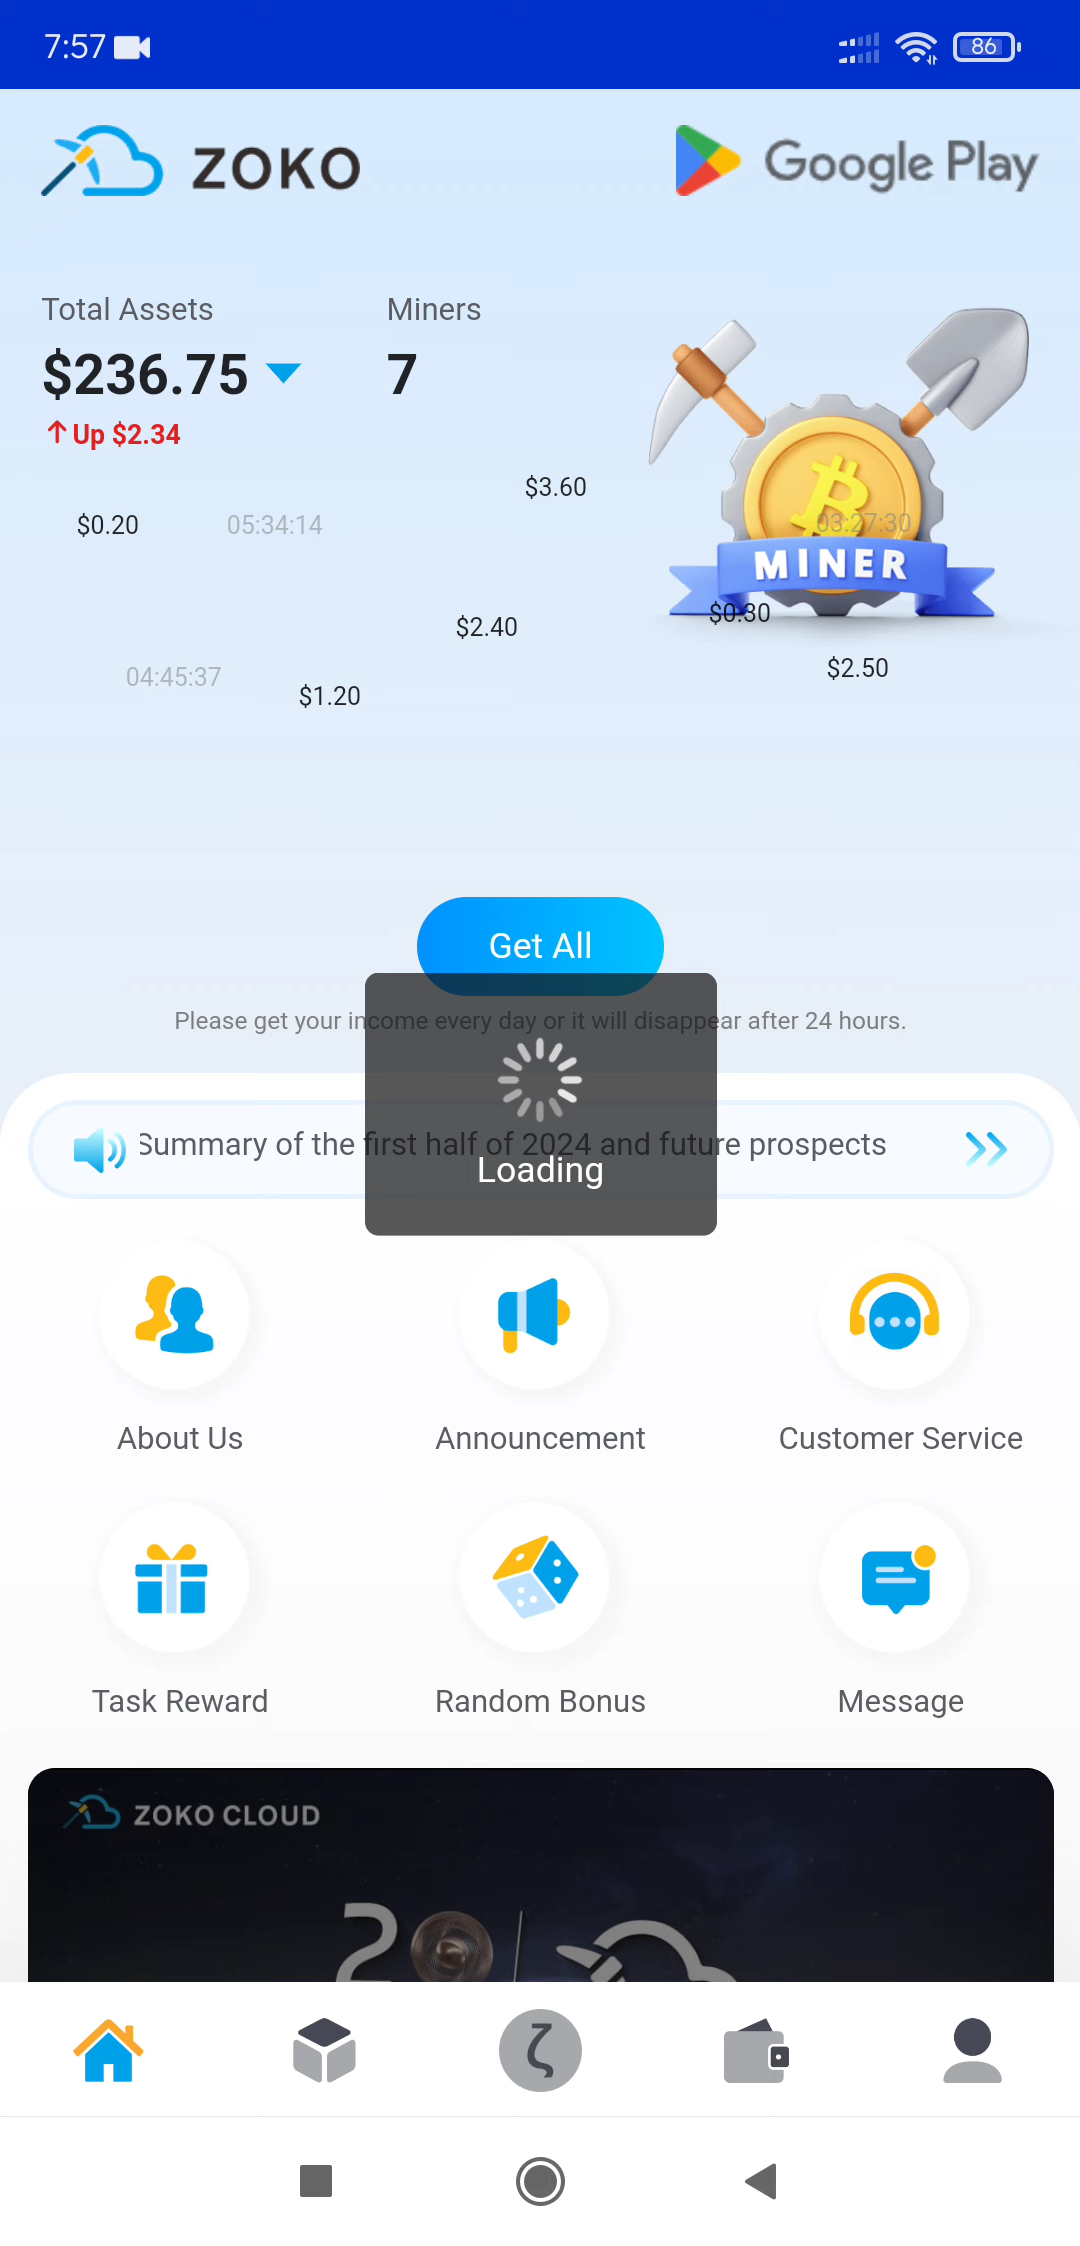 7:57
86
ZOKO
Google Play
Total Assets
Miners
$236.75
7
Up $2.34
$3.60
$0.20
05:34:14
03:27:30
MINER
$0.30
$2.40
$2.50
04:45:37
$1.20
Get All
Please get your income every day or it will disappear after 24 hours.
Summary of the first half of 2024 and future prospects
Loading
About Us
Announcement
Customer Service
Task Reward
Random Bonus
Message
ZOKO CLOUD
ζ